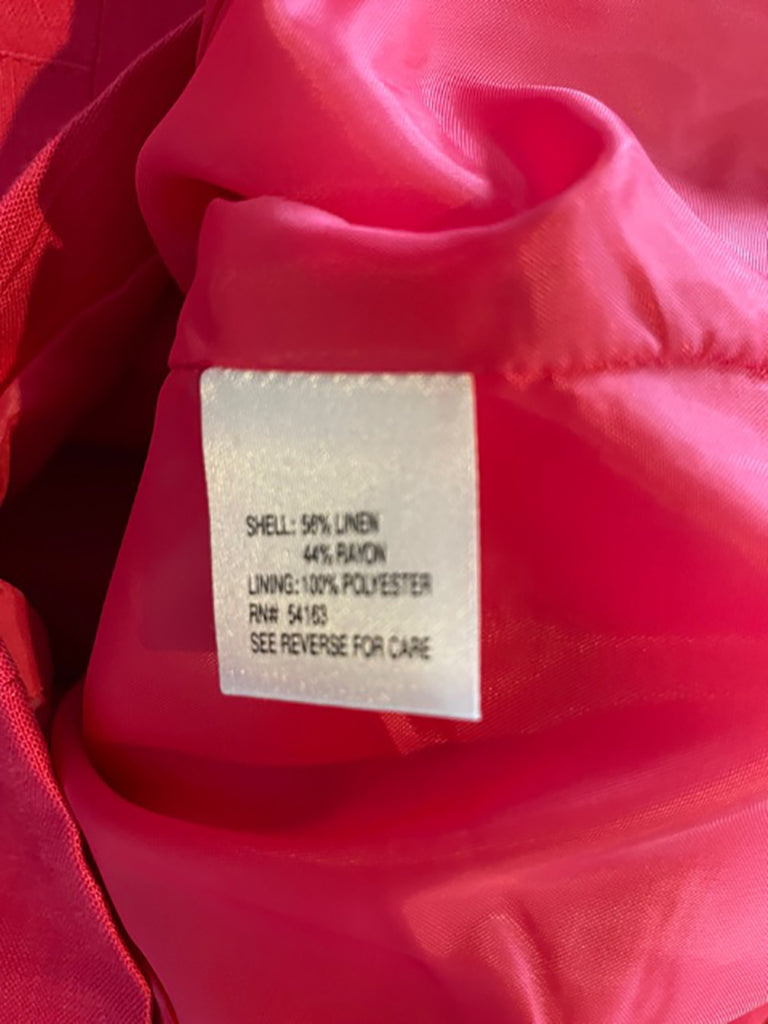 SHELL: 56% LINEN
44% RAYON
LINING: 100% POLYESTER
RN# 54163
SEE REVERSE FOR CARE